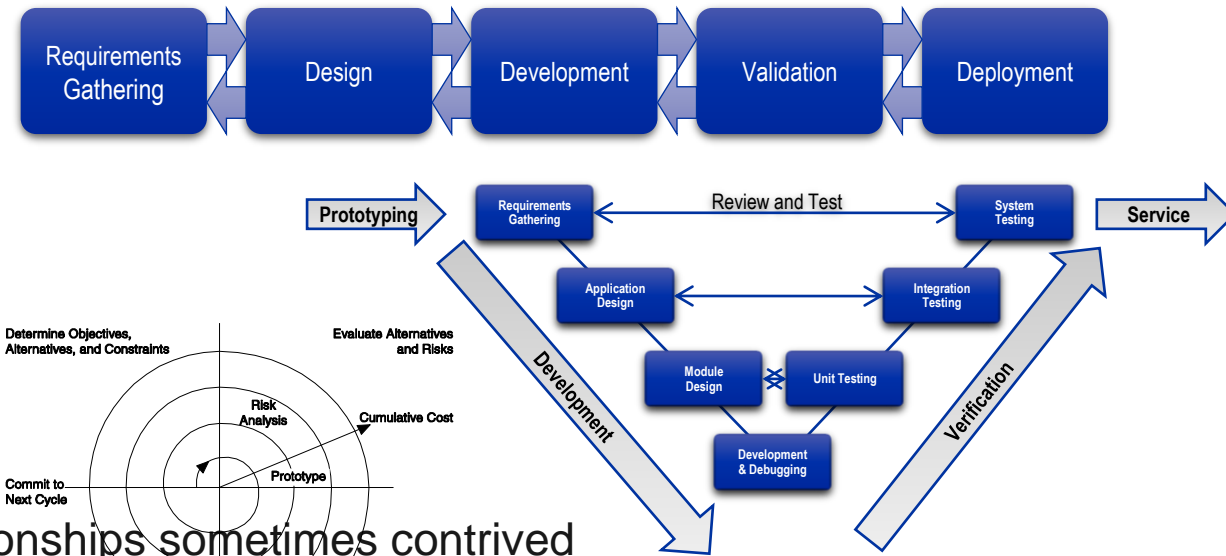 Requirements
Gathering
Design
Development
Validation
Deployment
Prototyping
Requirements
Gathering
Review and Test
System
Testing
Service
Application
Design
Integration
Testing
Module
Design
Unit Testing
Development
& Debugging
Development
Verification
Determine Objectives,
Alternatives, and Constraints
Evaluate Alternatives
and Risks
Risk
Analysis
Cumulative Cost
Prototype
Commit to
Next Cycle
onships sometimes contrived